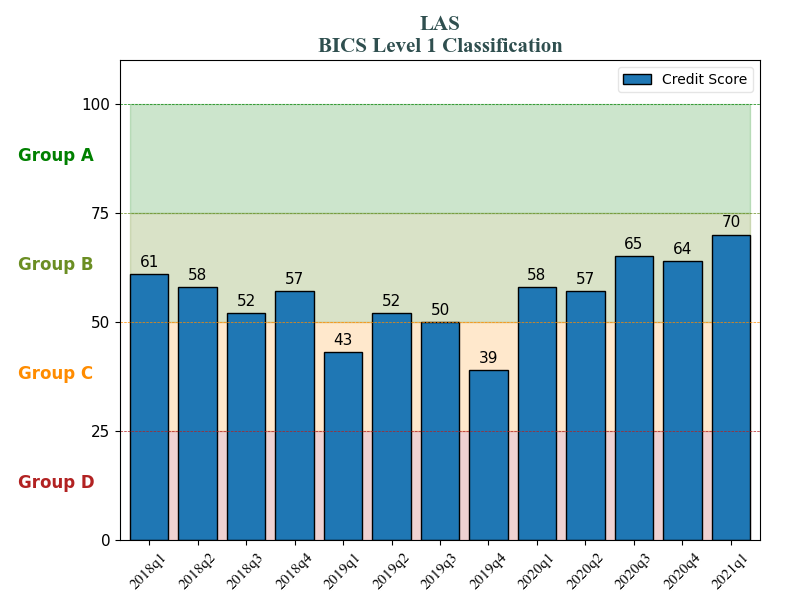 LAS
BICS Level 1 Classification
Credit Score
100
Group A
75
70
65
64
Group B
61
58
58
57
57
52
52
50
50
43
39
Group C
25
Group D
0
2018q1
2018q2
2018q3
2018q4
2019q1
2019q2
2019q3
2019q4
2020q1
2020q2
2020q3
2020q4
2021q1